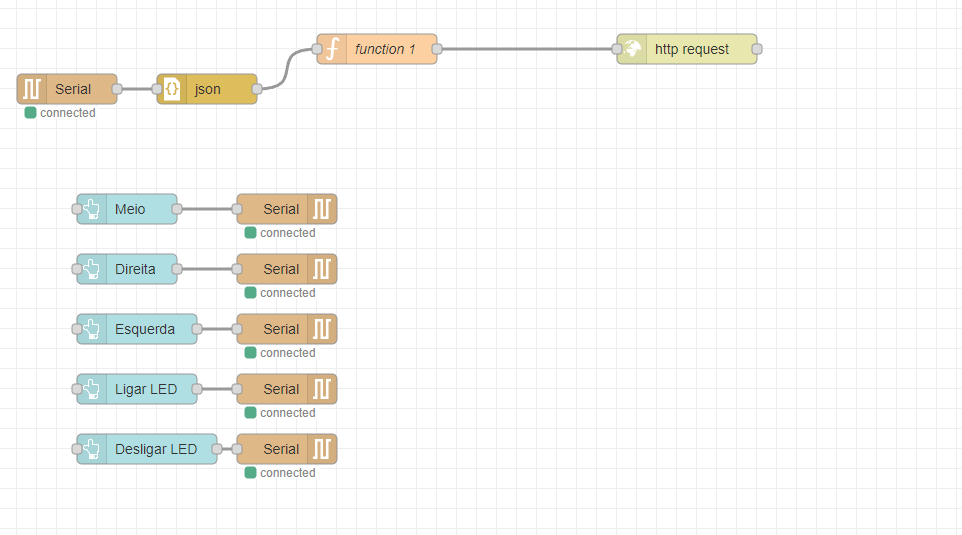 function 1
http request
Serial
json
connected
Meio
Serial
connected
Direita
Serial
connected
Esquerda
Serial
connected
Ligar LED
Serial
connected
Desligar LED
Serial
connected